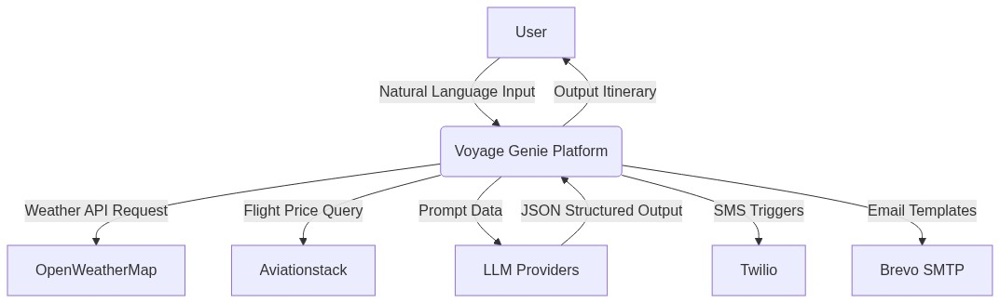 User
Natural Language Input
Output Itinerary
Voyage Genie Platform
Weather API Request
Flight Price Query
Prompt Data
JSON Structured Output
SMS Triggers
Email Templates
OpenWeatherMap
Aviationstack
LLM Providers
Twilio
Brevo SMTP